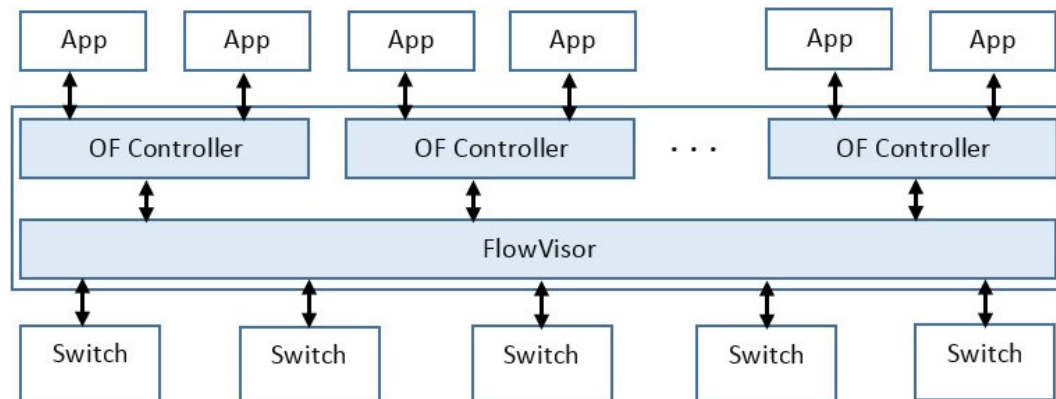 App App App App App App
OF Controller OF Controller . . . OF Controller
FlowVisor
Switch Switch Switch Switch Switch